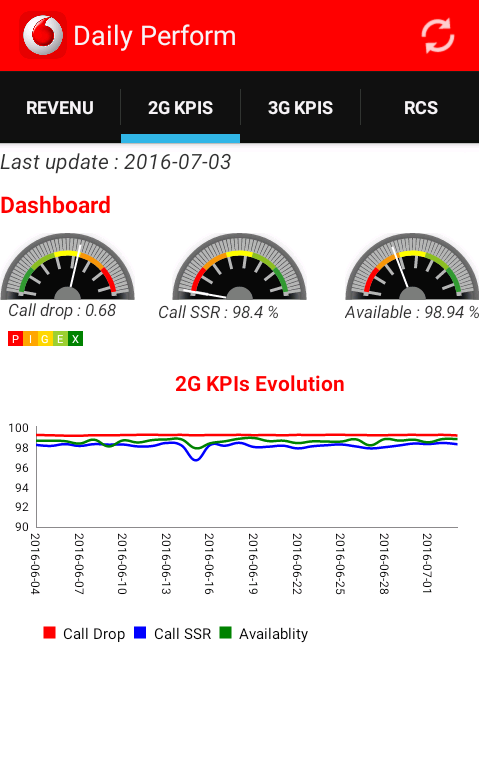 Daily Perform
REVENU 2G KPIS 3G KPIS RCS
Last update : 2016-07-03
Dashboard
Call drop : 0.68 Call SSR : 98.4 % Available : 98.94 %
P I G E X
2G KPIs Evolution
100
98
96
94
92
90
2016-06-04 2016-06-07 2016-06-10 2016-06-13 2016-06-16 2016-06-19 2016-06-22 2016-06-25 2016-06-28 2016-07-01
Call Drop Call SSR Availablity